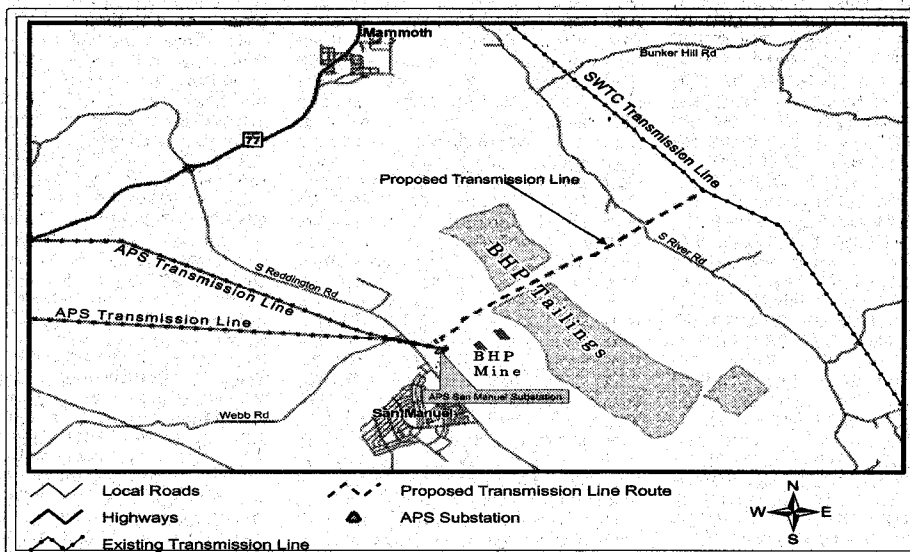 Mammoth
Bunker Hill Rd
SWTC Transmission Line
77
Proposed Transmission Line
S River Rd
S Reddington Rd
BHP Tailings
APS Transmission Line
APS Transmission Line
BHP
Mine
APS San Manuel Substation
San Manuel
Webb Rd
Local Roads
Highways
Existing Transmission Line
Proposed Transmission Line Route
APS Substation
N
W E
S